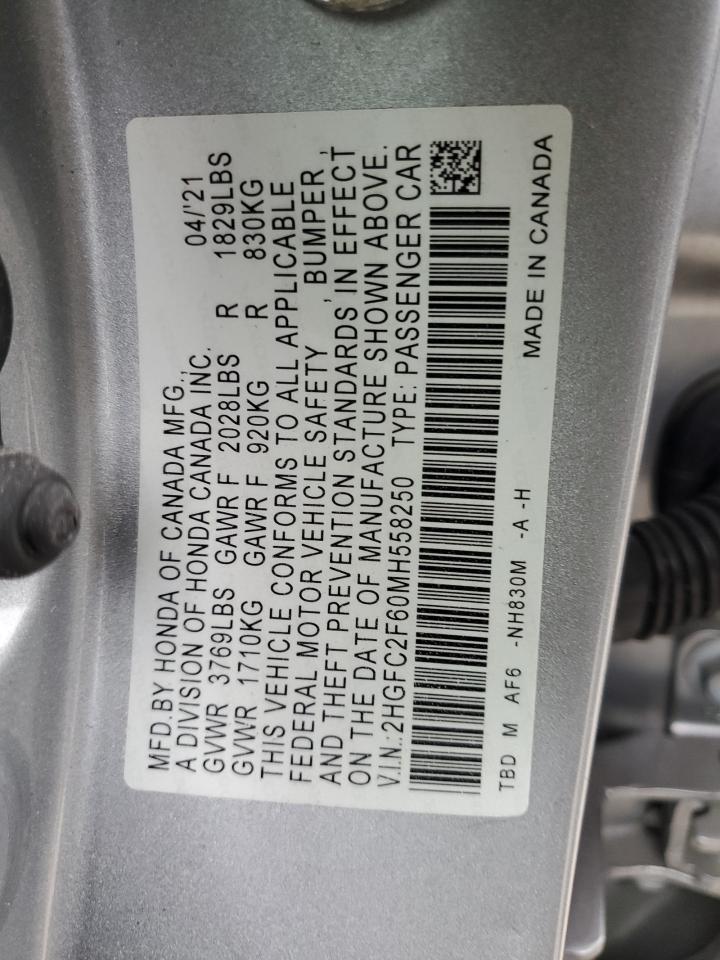 MFD.BY HONDA OF CANADA MFG., 04/'21
A DIVISION OF HONDA CANADA INC.
GVWR 3769LBS GAWR F 2028LBS R 1829LBS
GVWR 1710KG GAWR F 920KG R 830KG
THIS VEHICLE CONFORMS TO ALL APPLICABLE
FEDERAL MOTOR VEHICLE SAFETY , BUMPER ,
AND THEFT PREVENTION STANDARDS IN EFFECT
ON THE DATE OF MANUFACTURE SHOWN ABOVE.
V.I.N.:2HGFC2F60MH558250 TYPE: PASSENGER CAR
TBD M AF6 -NH830M -A -H
MADE IN CANADA